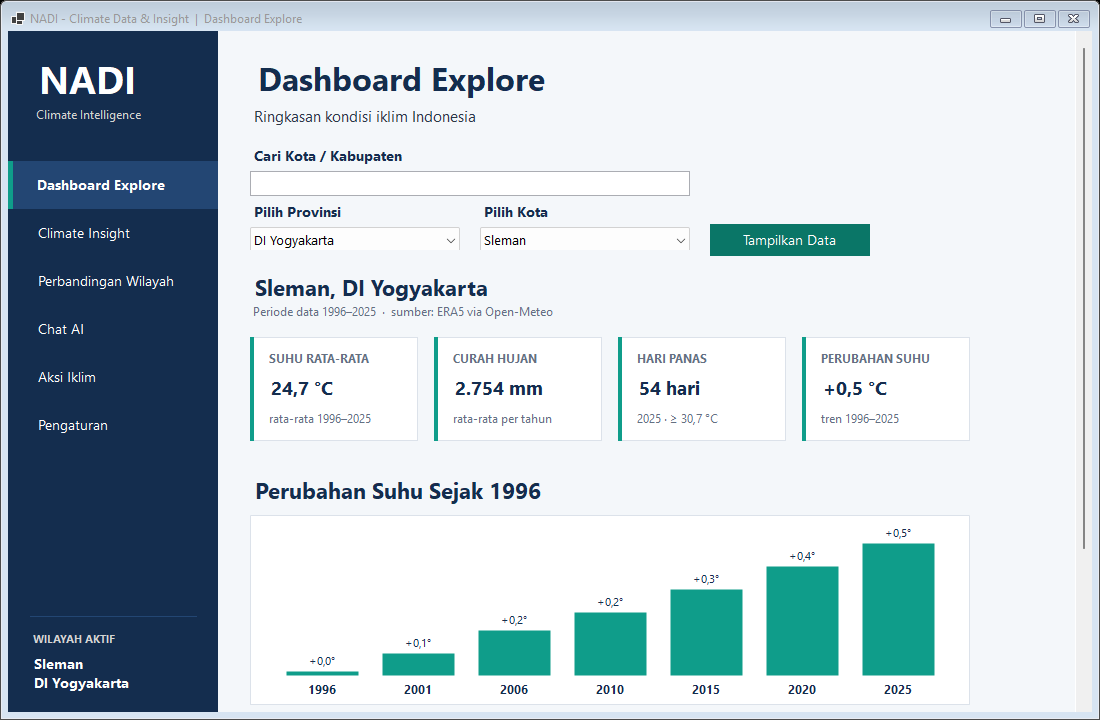 NADI - Climate Data & Insight | Dashboard Explore
NADI
Climate Intelligence
Dashboard Explore
Climate Insight
Perbandingan Wilayah
Chat AI
Aksi Iklim
Pengaturan
WILAYAH AKTIF
Sleman
DI Yogyakarta
Dashboard Explore
Ringkasan kondisi iklim Indonesia
Cari Kota / Kabupaten
Pilih Provinsi
Pilih Kota
DI Yogyakarta
Sleman
Tampilkan Data
Sleman, DI Yogyakarta
Periode data 1996–2025 · sumber: ERA5 via Open-Meteo
SUHU RATA-RATA
24,7 °C
rata-rata 1996–2025
CURAH HUJAN
2.754 mm
rata-rata per tahun
HARI PANAS
54 hari
2025 · ≥ 30,7 °C
PERUBAHAN SUHU
+0,5 °C
tren 1996–2025
Perubahan Suhu Sejak 1996
+0,0° +0,1° +0,2° +0,2° +0,3° +0,4° +0,5°
1996 2001 2006 2010 2015 2020 2025